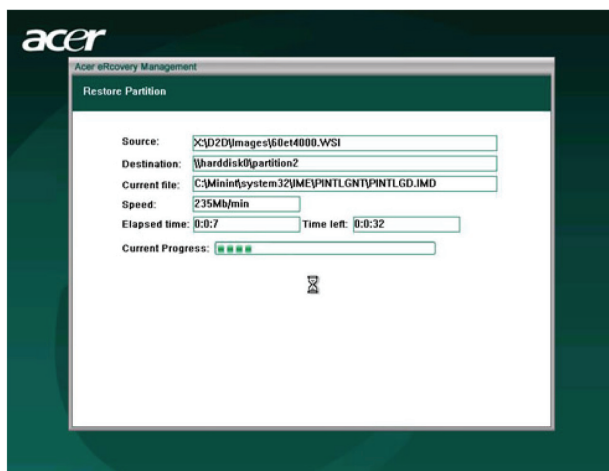 acer
Acer eRcovery Management
Restore Partition
Source: X:\D2D\Images\60et4000.WSI
Destination: \\harddisk0\partition2
Current file: C:\Minint\system32\IME\PINTLGNT\PINTLGD.IMD
Speed: 235Mb/min
Elapsed time: 0:0:7 Time left: 0:0:32
Current Progress: